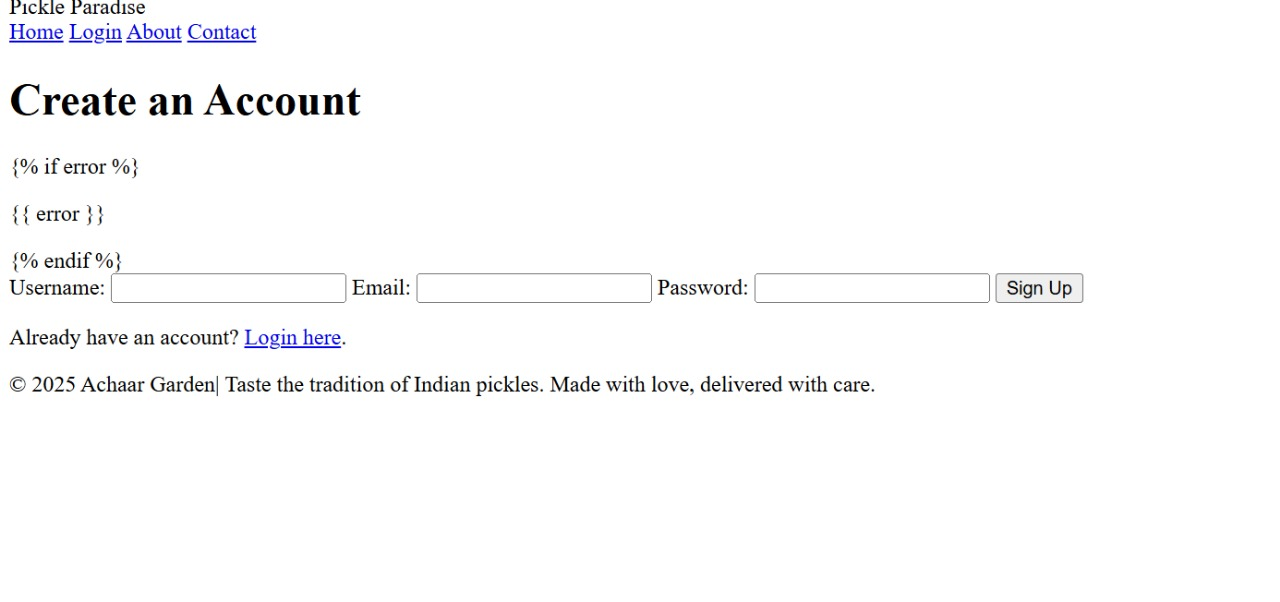 Pickle Paradise
Home Login About Contact
Create an Account
{% if error %}
{{ error }}
{% endif %}
Username: Email: Password: Sign Up
Already have an account? Login here.
© 2025 Achaar Garden| Taste the tradition of Indian pickles. Made with love, delivered with care.